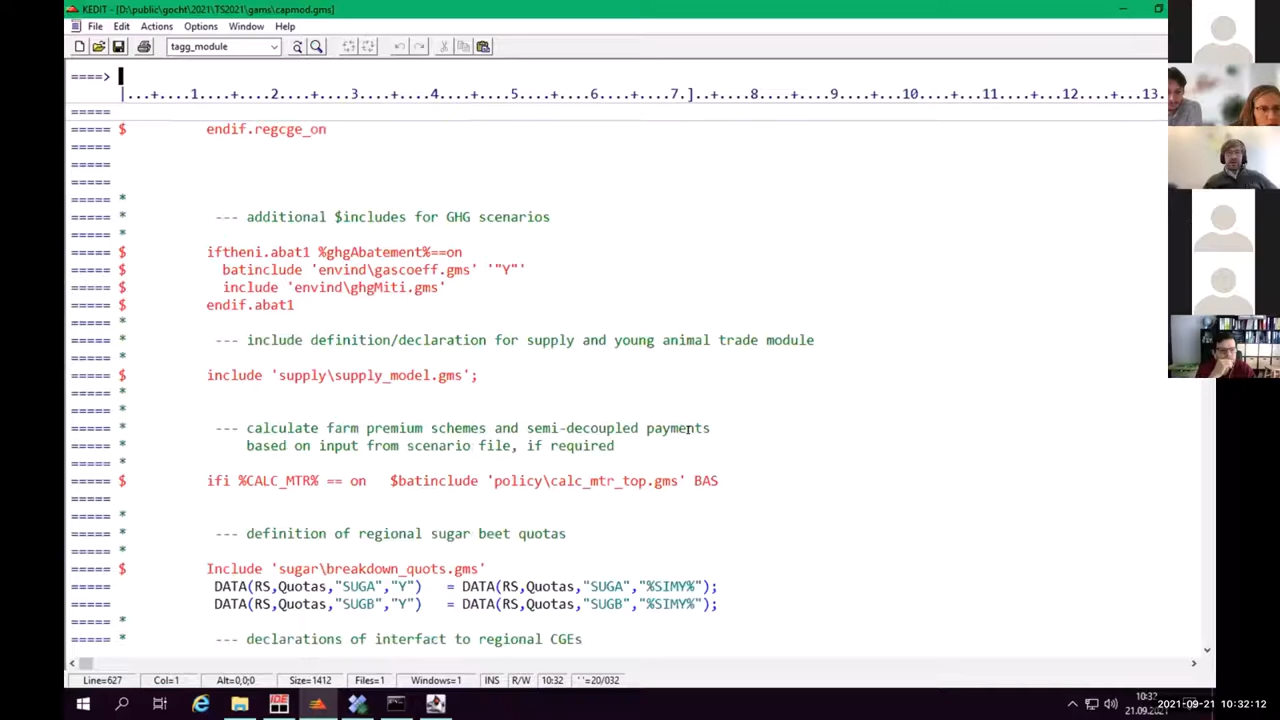 KEDIT - [D:\public\gocht\2021\TS2021\gams\capmod.gms]
File Edit Actions Options Window Help
tagg_module
====>
|...+....1....+....2....+....3....+....4....+....5....+....6....+....7.]..+....8....+....9....+...10....+...11....+...12....+...13.
=====
===== $ endif.regcge_on
=====
=====
=====
===== *
===== * --- additional $includes for GHG scenarios
===== *
===== $ iftheni.abat1 %ghgAbatement%==on
===== $ batinclude 'envind\gascoeff.gms' '"Y"'
===== $ include 'envind\ghgMiti.gms'
===== $ endif.abat1
===== *
===== * --- include definition/declaration for supply and young animal trade module
===== *
===== $ include 'supply\supply_model.gms';
===== *
===== *
===== * --- calculate farm premium schemes and semi-decoupled payments
===== * based on input from scenario file, if required
===== *
===== $ ifi %CALC_MTR% == on $batinclude 'policy\calc_mtr_top.gms' BAS
=====
===== *
===== * --- definition of regional sugar beet quotas
===== *
===== $ Include 'sugar\breakdown_quots.gms'
===== DATA(RS,Quotas,"SUGA","Y") = DATA(RS,Quotas,"SUGA","%SIMY%");
===== DATA(RS,Quotas,"SUGB","Y") = DATA(RS,Quotas,"SUGB","%SIMY%");
===== *
===== * --- declarations of interfact to regional CGEs
Line=627 Col=1 Alt=0,0;0 Size=1412 Files=1 Windows=1 INS R/W 10:32 ' '=20/032
IDE
10:32
21.09.2021
2021-09-21 10:32:12